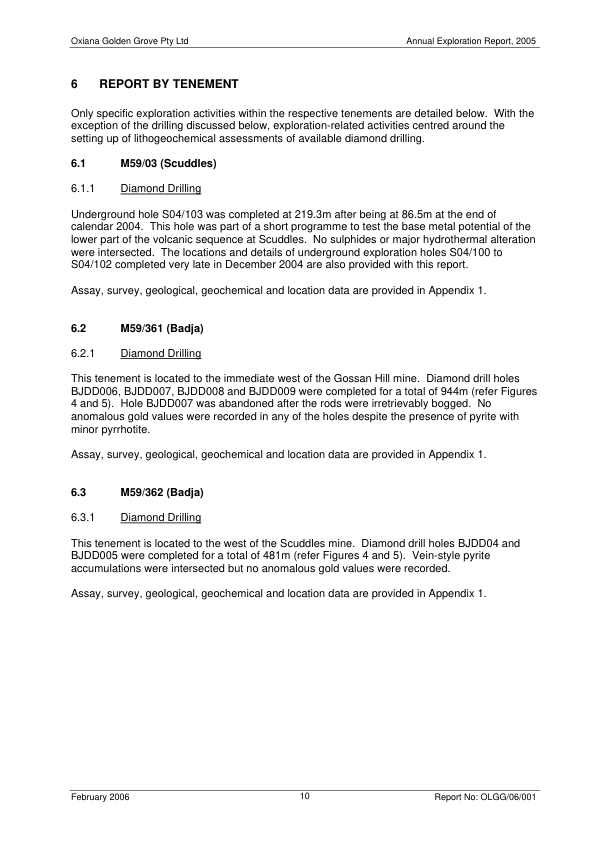 Oxiana Golden Grove Pty Ltd Annual Exploration Report, 2005
6 REPORT BY TENEMENT
Only specific exploration activities within the respective tenements are detailed below. With the
exception of the drilling discussed below, exploration-related activities centred around the
setting up of lithogeochemical assessments of available diamond drilling.
6.1 M59/03 (Scuddles)
6.1.1 Diamond Drilling
Underground hole S04/103 was completed at 219.3m after being at 86.5m at the end of
calendar 2004. This hole was part of a short programme to test the base metal potential of the
lower part of the volcanic sequence at Scuddles. No sulphides or major hydrothermal alteration
were intersected. The locations and details of underground exploration holes S04/100 to
S04/102 completed very late in December 2004 are also provided with this report.
Assay, survey, geological, geochemical and location data are provided in Appendix 1.
6.2 M59/361 (Badja)
6.2.1 Diamond Drilling
This tenement is located to the immediate west of the Gossan Hill mine. Diamond drill holes
BJDD006, BJDD007, BJDD008 and BJDD009 were completed for a total of 944m (refer Figures
4 and 5). Hole BJDD007 was abandoned after the rods were irretrievably bogged. No
anomalous gold values were recorded in any of the holes despite the presence of pyrite with
minor pyrrhotite.
Assay, survey, geological, geochemical and location data are provided in Appendix 1.
6.3 M59/362 (Badja)
6.3.1 Diamond Drilling
This tenement is located to the west of the Scuddles mine. Diamond drill holes BJDD04 and
BJDD005 were completed for a total of 481m (refer Figures 4 and 5). Vein-style pyrite
accumulations were intersected but no anomalous gold values were recorded.
Assay, survey, geological, geochemical and location data are provided in Appendix 1.
February 2006 10 Report No: OLGG/06/001